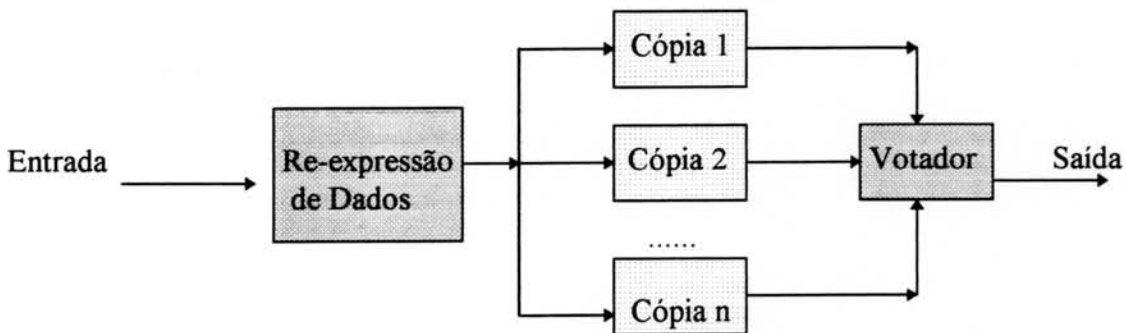 Entrada
Re-expressão
de Dados
Cópia 1
Cópia 2
......
Cópia n
Votador
Saída